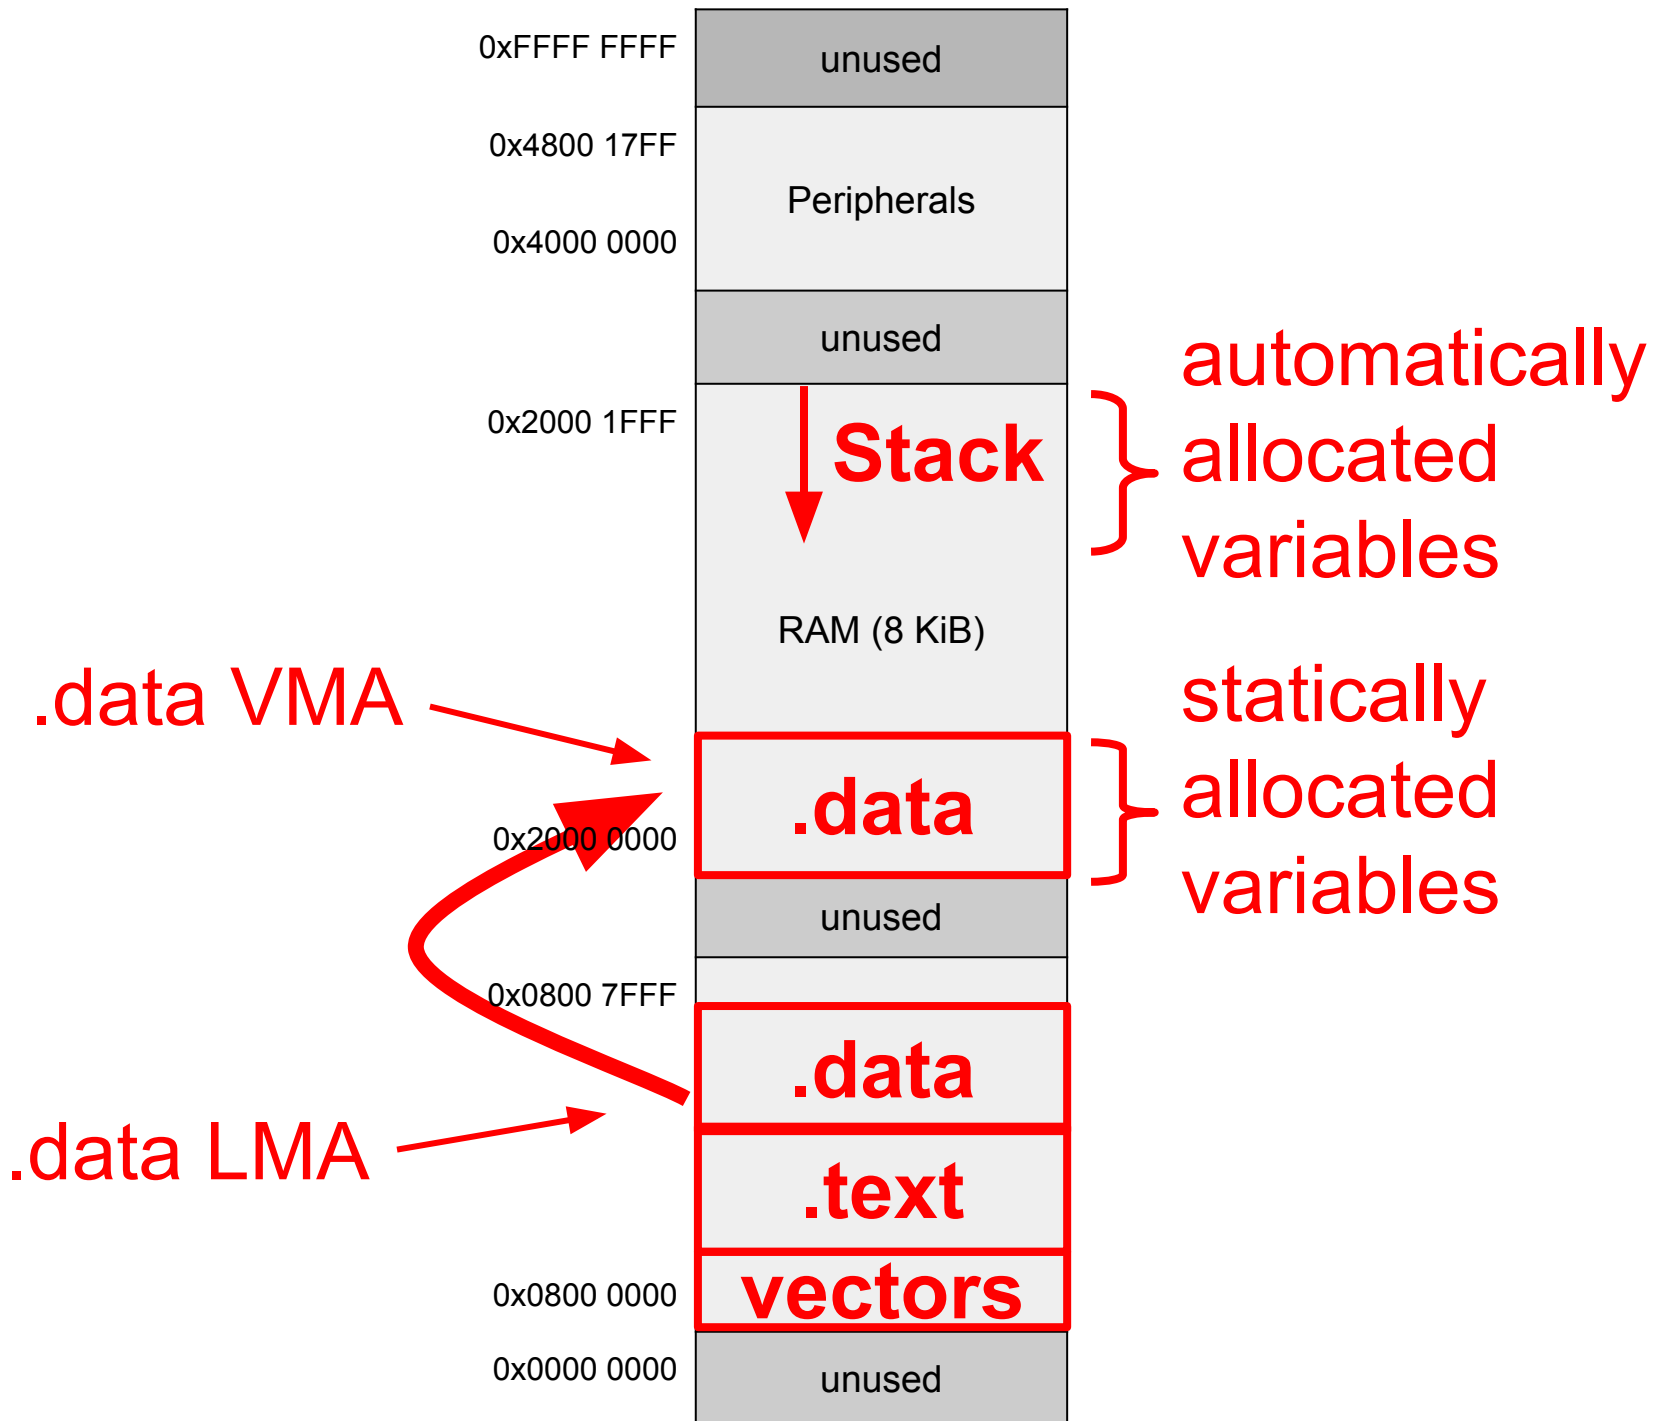 0xFFFF FFFF
unused
0x4800 17FF
Peripherals
0x4000 0000
unused
automatically
allocated
variables
0x2000 1FFF
Stack
RAM (8 KiB)
.data VMA
statically
allocated
variables
.data
0x2000 0000
unused
0x0800 7FFF
.data
.data LMA
.text
vectors
0x0800 0000
0x0000 0000
unused